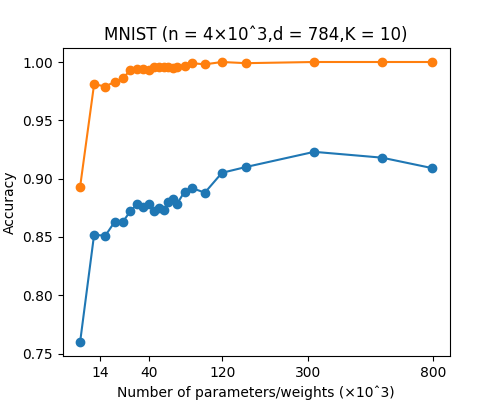 MNIST (n = 4×10ˆ3,d = 784,K = 10)
Accuracy
1.00
0.95
0.90
0.85
0.80
0.75
14 40 120 300 800
Number of parameters/weights (×10ˆ3)